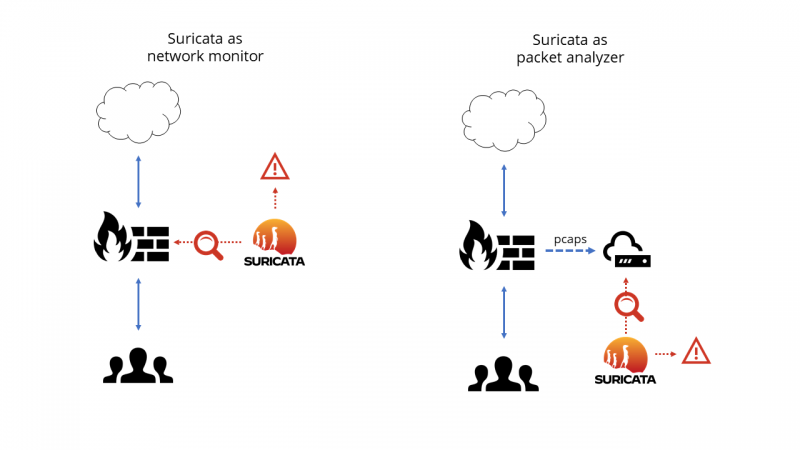 Suricata as
network monitor
Suricata as
packet analyzer
pcaps
SURICATA
SURICATA